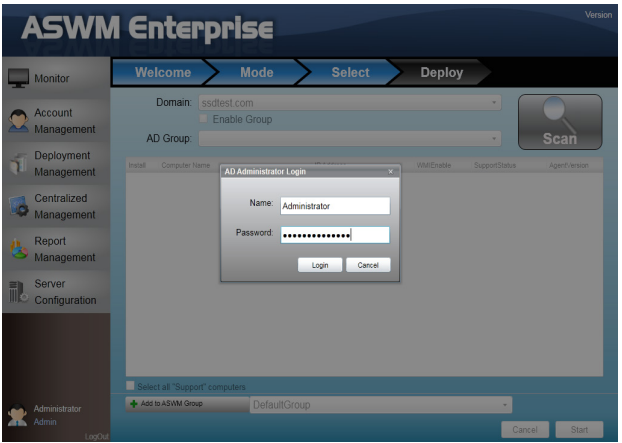 ASWM Enterprise
Version
Monitor
Account
Management
Deployment
Management
Centralized
Management
Report
Management
Server
Configuration
Administrator
Admin
LogOut
Welcome
Mode
Select
Deploy
Domain: ssdtest.com
Enable Group
AD Group:
Scan
Install Computer Name WMIEnable SupportStatus AgentVersion
AD Administrator Login
Name: Administrator
Password: ••••••••••••••
Login Cancel
Select all "Support" computers
Add to ASWM Group DefaultGroup
Cancel Start